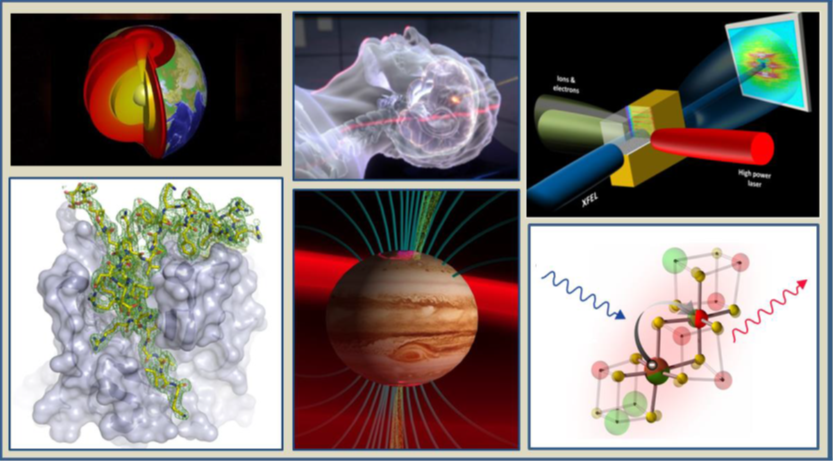 Ions &
electrons
High power
laser
XFEL